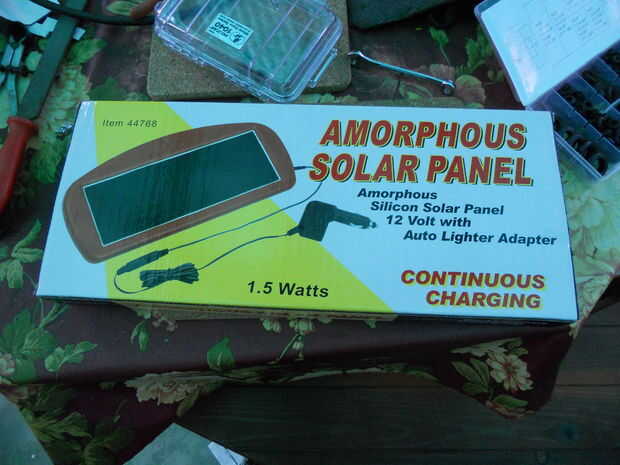 1040
Item 44768
AMORPHOUS
SOLAR PANEL
Amorphous
Silicon Solar Panel
12 Volt with
Auto Lighter Adapter
1.5 Watts
CONTINUOUS
CHARGING